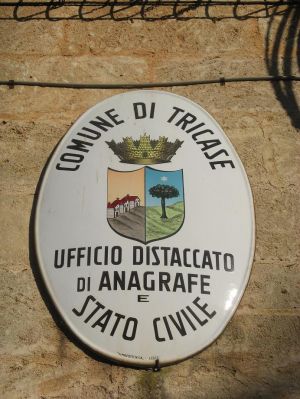 COMUNE DI TRICASE
UFFICIO DISTACCATO
DI ANAGRAFE
E
STATO CIVILE